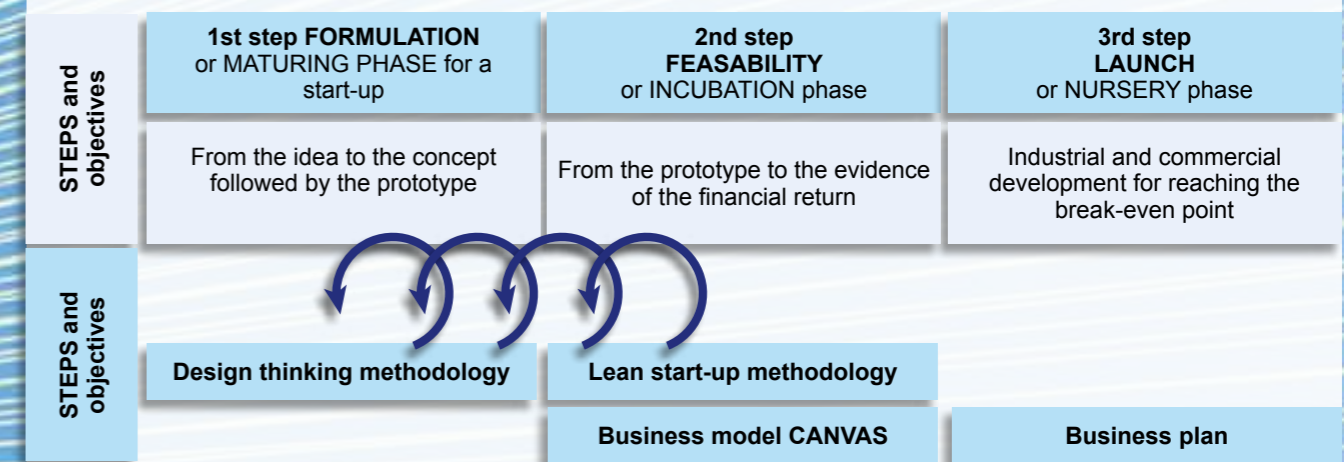 STEPS and
objectives
1st step FORMULATION
or MATURING PHASE for a
start-up
2nd step
FEASABILITY
or INCUBATION phase
3rd step
LAUNCH
or NURSERY phase
From the idea to the concept
followed by the prototype
From the prototype to the evidence
of the financial return
Industrial and commercial
development for reaching the
break-even point
STEPS and
objectives
Design thinking methodology
Lean start-up methodology
Business model CANVAS
Business plan